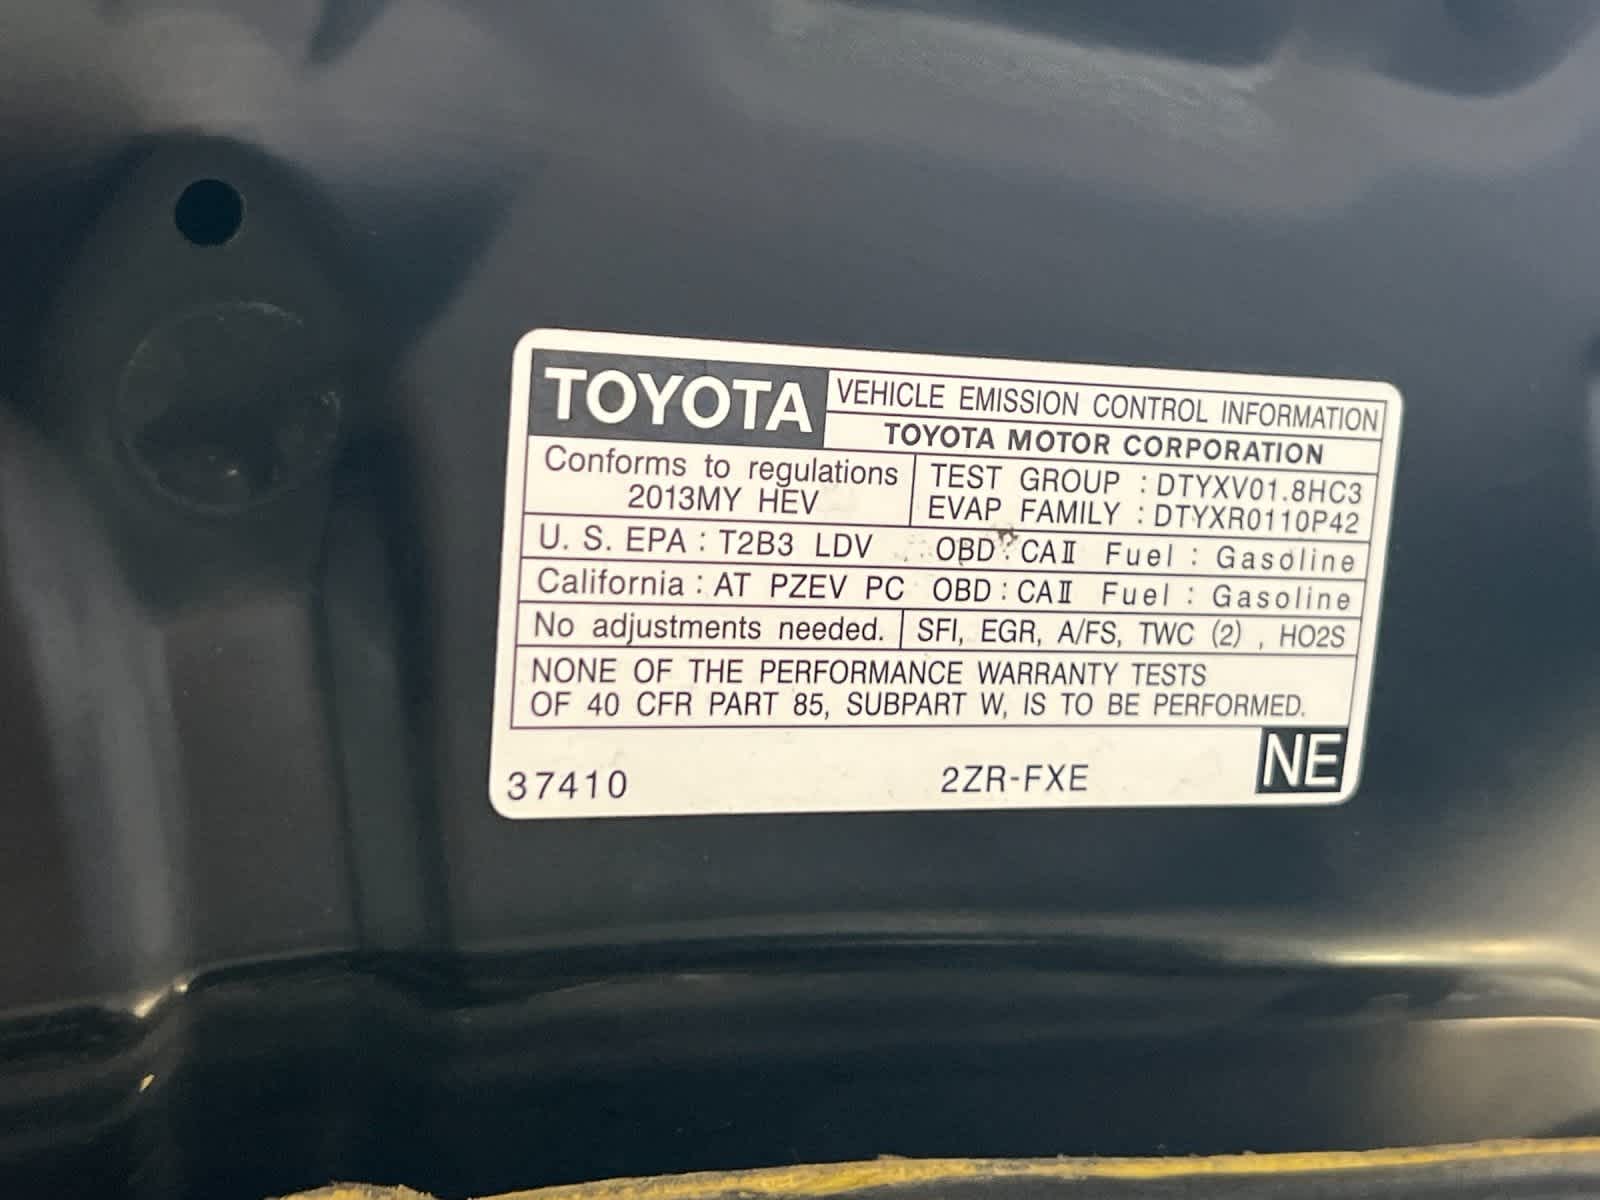 TOYOTA
VEHICLE EMISSION CONTROL INFORMATION
TOYOTA MOTOR CORPORATION
Conforms to regulations
2013MY HEV
TEST GROUP : DTYXV01.8HC3
EVAP FAMILY : DTYXR0110P42
U. S. EPA : T2B3 LDV OBD : CAⅡ Fuel : Gasoline
California : AT PZEV PC OBD : CAⅡ Fuel : Gasoline
No adjustments needed.
SFI, EGR, A/FS, TWC (2) , HO2S
NONE OF THE PERFORMANCE WARRANTY TESTS
OF 40 CFR PART 85, SUBPART W, IS TO BE PERFORMED.
37410
2ZR-FXE
NE